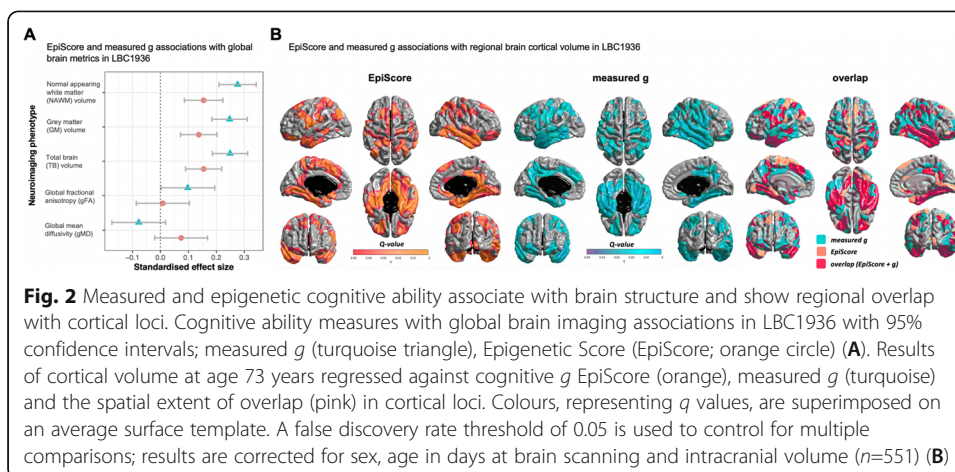 A
EpiScore and measured g associations with global
brain metrics in LBC1936
Neuroimaging phenotype
Normal appearing
white matter
(NAWM) volume
Grey matter
(GM) volume
Total brain
(TB) volume
Global fractional
anisotropy (gFA)
Global mean
diffusivity (gMD)
−0.1 0.0 0.1 0.2 0.3
Standardised effect size
B
EpiScore and measured g associations with regional brain cortical volume in LBC1936
EpiScore measured g overlap
Q-value Q-value
measured g
EpiScore
overlap (EpiScore + g)
Fig. 2 Measured and epigenetic cognitive ability associate with brain structure and show regional overlap
with cortical loci. Cognitive ability measures with global brain imaging associations in LBC1936 with 95%
confidence intervals; measured g (turquoise triangle), Epigenetic Score (EpiScore; orange circle) (A). Results
of cortical volume at age 73 years regressed against cognitive g EpiScore (orange), measured g (turquoise)
and the spatial extent of overlap (pink) in cortical loci. Colours, representing q values, are superimposed on
an average surface template. A false discovery rate threshold of 0.05 is used to control for multiple
comparisons; results are corrected for sex, age in days at brain scanning and intracranial volume (n=551) (B)